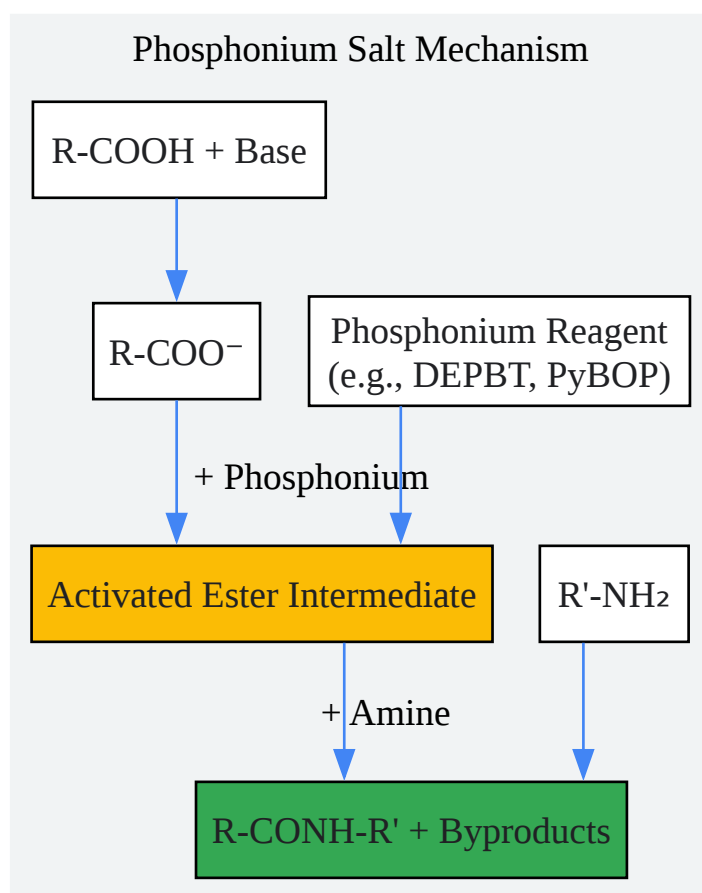 Phosphonium Salt Mechanism
R-COOH + Base
R-COO⁻
Phosphonium Reagent
(e.g., DEPBT, PyBOP)
+ Phosphonium
Activated Ester Intermediate
R'-NH₂
+ Amine
R-CONH-R' + Byproducts